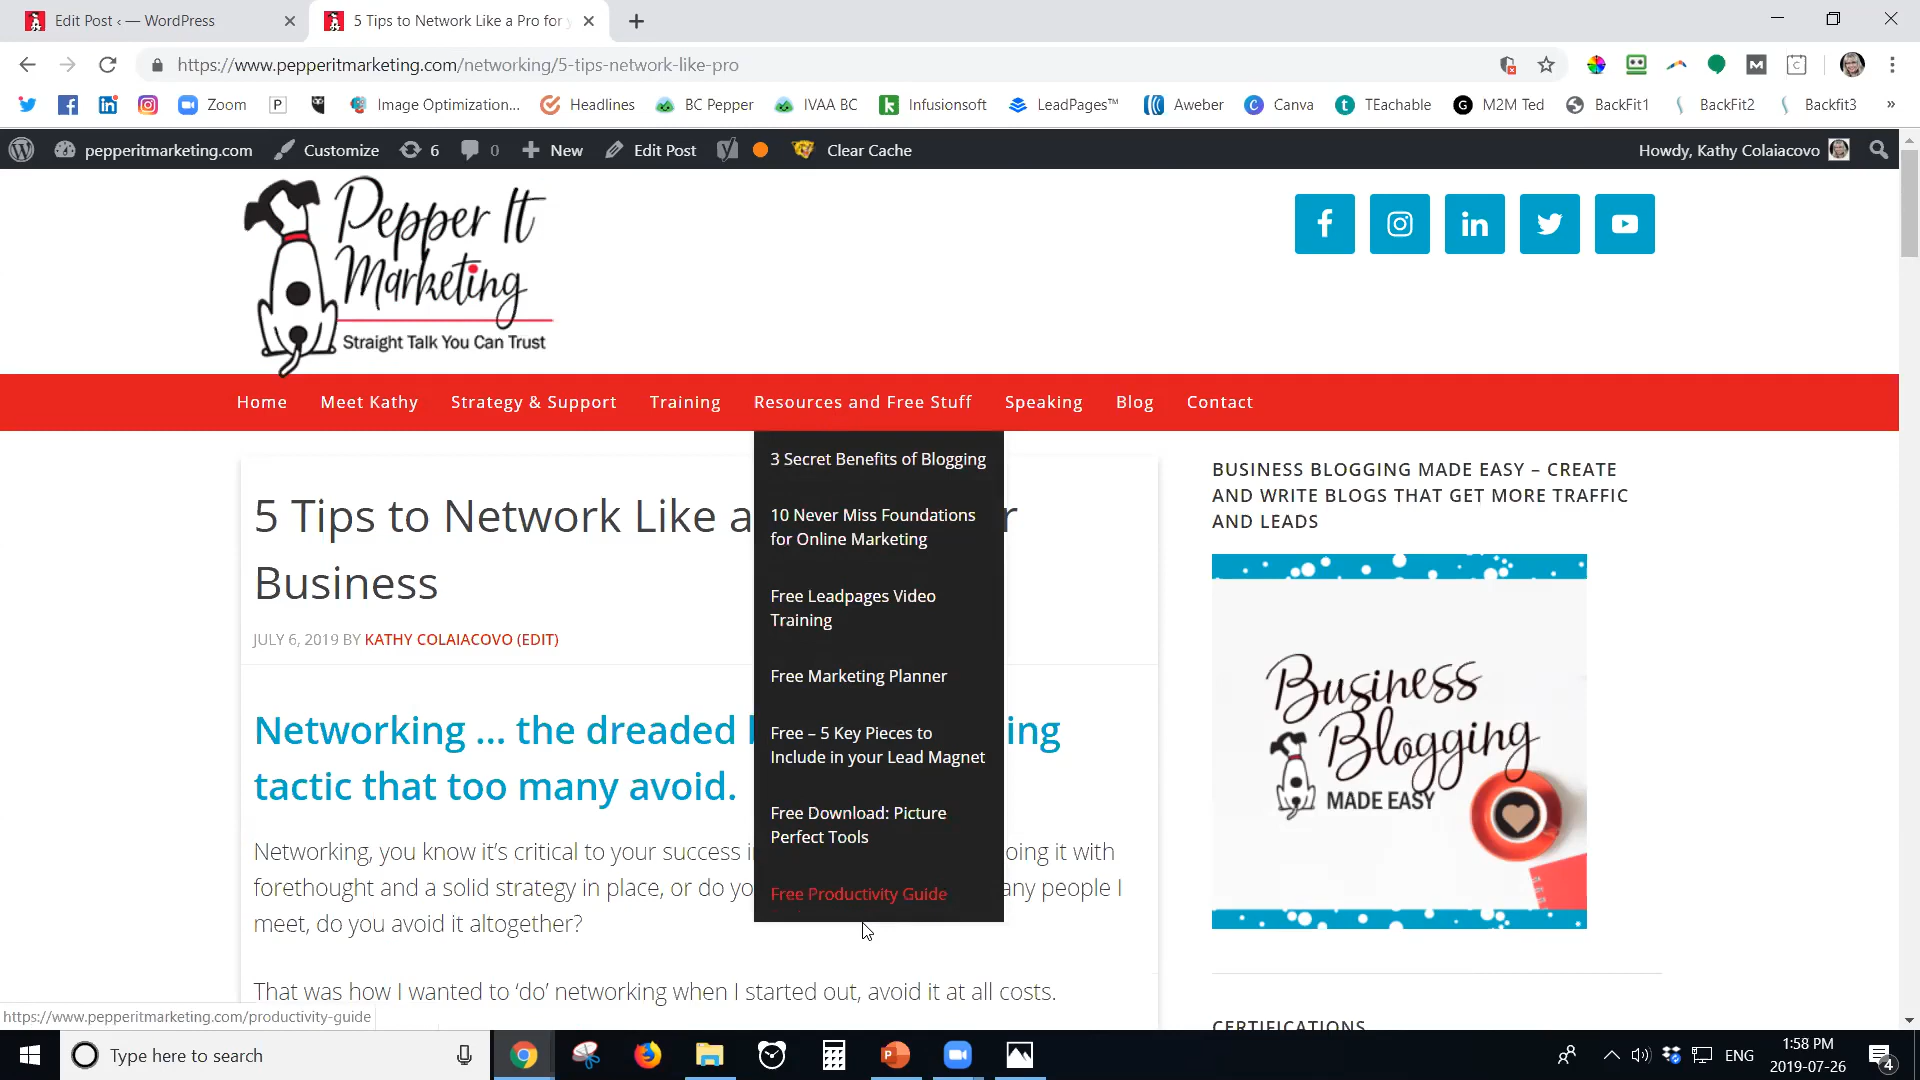 Edit Post ‹ — WordPress
5 Tips to Network Like a Pro for
https://www.pepperitmarketing.com/networking/5-tips-network-like-pro
Zoom
P
Image Optimization...
Headlines
BC Pepper
IVAA BC
Infusionsoft
LeadPages™
Aweber
Canva
TEachable
M2M Ted
BackFit1
BackFit2
Backfit3
»
pepperitmarketing.com
Customize
6
0
New
Edit Post
Clear Cache
Howdy, Kathy Colaiacovo
Pepper It
Marketing
Straight Talk You Can Trust
Home
Meet Kathy
Strategy & Support
Training
Resources and Free Stuff
Speaking
Blog
Contact
3 Secret Benefits of Blogging
10 Never Miss Foundations
for Online Marketing
Free Leadpages Video
Training
Free Marketing Planner
Free – 5 Key Pieces to
Include in your Lead Magnet
Free Download: Picture
Perfect Tools
Free Productivity Guide
5 Tips to Network Like a
Business
JULY 6, 2019 BY KATHY COLAIACOVO (EDIT)
Networking ... the dreaded
tactic that too many avoid.
Networking, you know it's critical to your success
forethought and a solid strategy in place, or do
any people I
meet, do you avoid it altogether?
That was how I wanted to 'do' networking when I started out, avoid it at all costs.
BUSINESS BLOGGING MADE EASY – CREATE
AND WRITE BLOGS THAT GET MORE TRAFFIC
AND LEADS
Business
Blogging
MADE EASY
CERTIFICATIONS
https://www.pepperitmarketing.com/productivity-guide
Type here to search
ENG
1:58 PM
2019-07-26
4